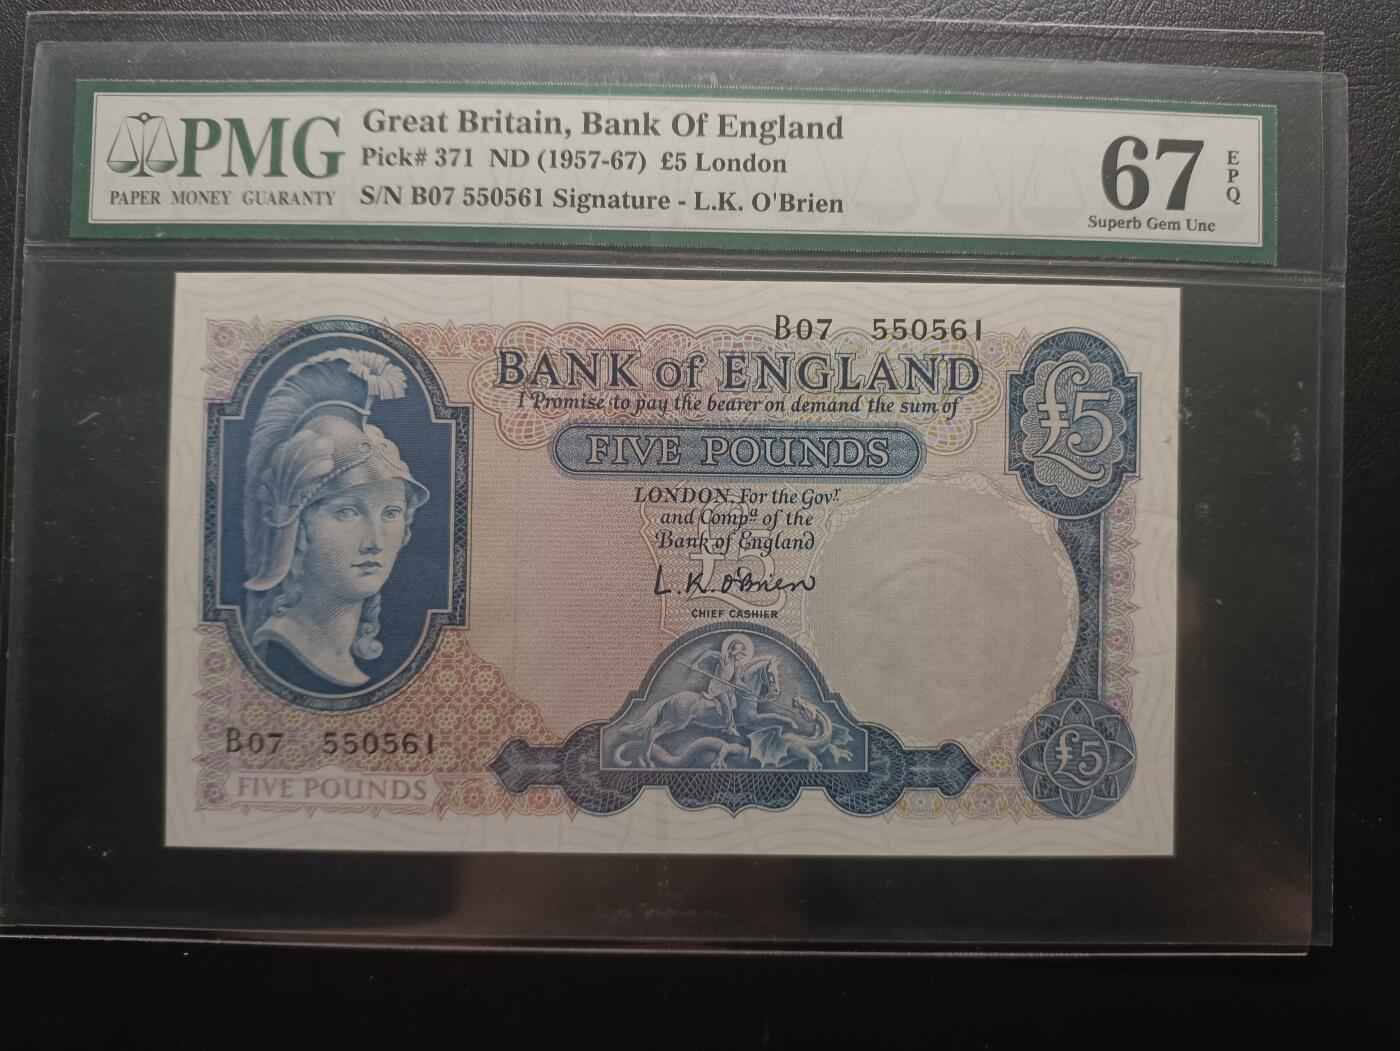 PMG
PAPER MONEY GUARANTY
Great Britain, Bank Of England
Pick# 371 ND (1957-67) £5 London
S/N B07 550561 Signature - L.K. O'Brien
67
EPQ
Superb Gem Unc
B07 550561
BANK of ENGLAND
I Promise to pay the bearer on demand the sum of
FIVE POUNDS
£5
LONDON, For the Govr.
and Compa. of the
Bank of England
£5
L.K. O'Brien
CHIEF CASHIER
B07 550561
FIVE POUNDS
£5